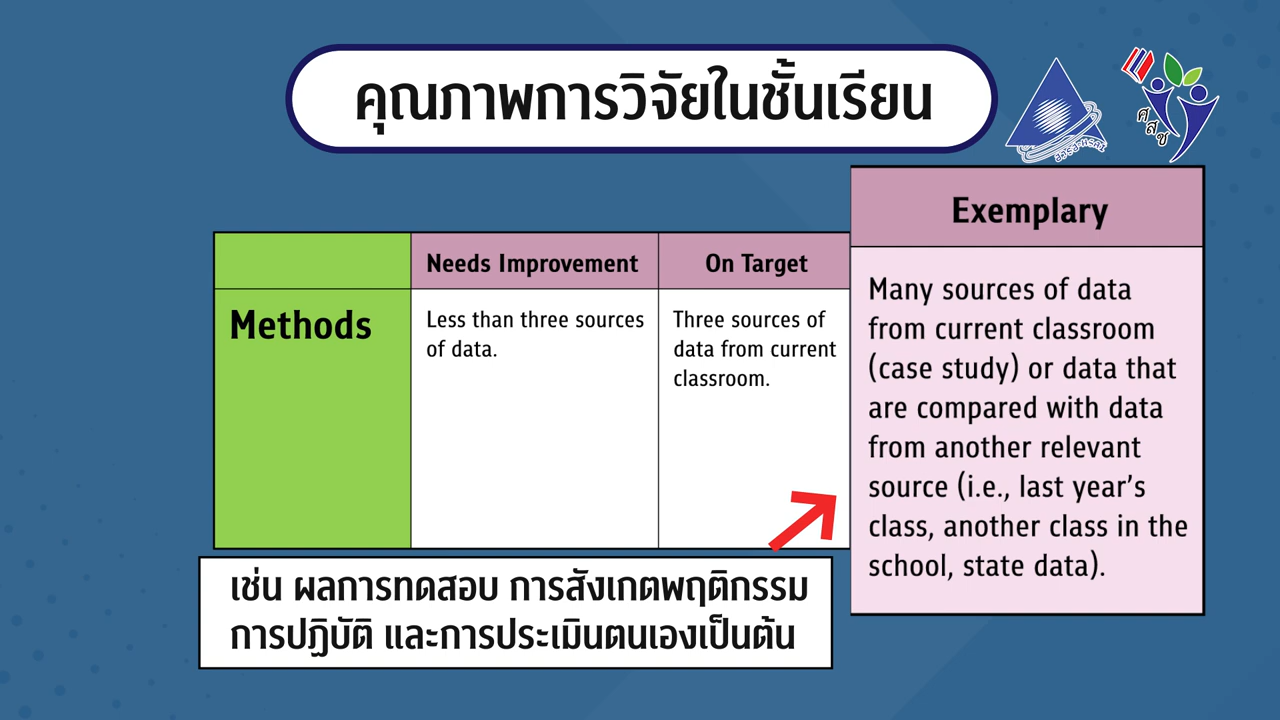 คุณภาพการวิจัยในชั้นเรียน
ศสช
Exemplary
Needs Improvement
On Target
Methods
Less than three sources
of data.
Three sources of
data from current
classroom.
Many sources of data
from current classroom
(case study) or data that
are compared with data
from another relevant
source (i.e., last year's
class, another class in the
school, state data).
เช่น ผลการทดสอบ การสังเกตพฤติกรรม
การปฏิบัติ และการประเมินตนเองเป็นต้น